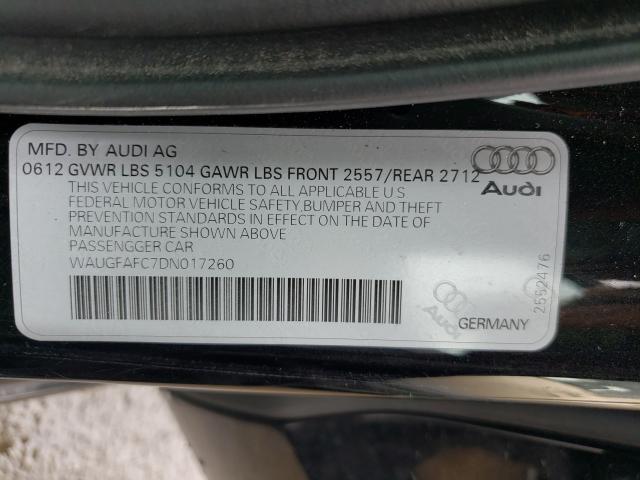 MFD. BY AUDI AG
0612 GVWR LBS 5104 GAWR LBS FRONT 2557/REAR 2712
THIS VEHICLE CONFORMS TO ALL APPLICABLE U S
FEDERAL MOTOR VEHICLE SAFETY,BUMPER AND THEFT
PREVENTION STANDARDS IN EFFECT ON THE DATE OF
MANUFACTURE SHOWN ABOVE
PASSENGGER CAR
WAUGFAFC7DN017260
Audi
Audi
GERMANY
2552476